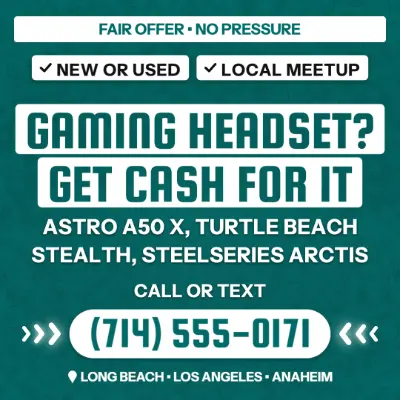 FAIR OFFER • NO PRESSURE
✓ NEW OR USED ✓ LOCAL MEETUP
GAMING HEADSET?
GET CASH FOR IT
ASTRO A50 X, TURTLE BEACH
STEALTH, STEELSERIES ARCTIS
CALL OR TEXT
(714) 555-0171
LONG BEACH • LOS ANGELES • ANAHEIM